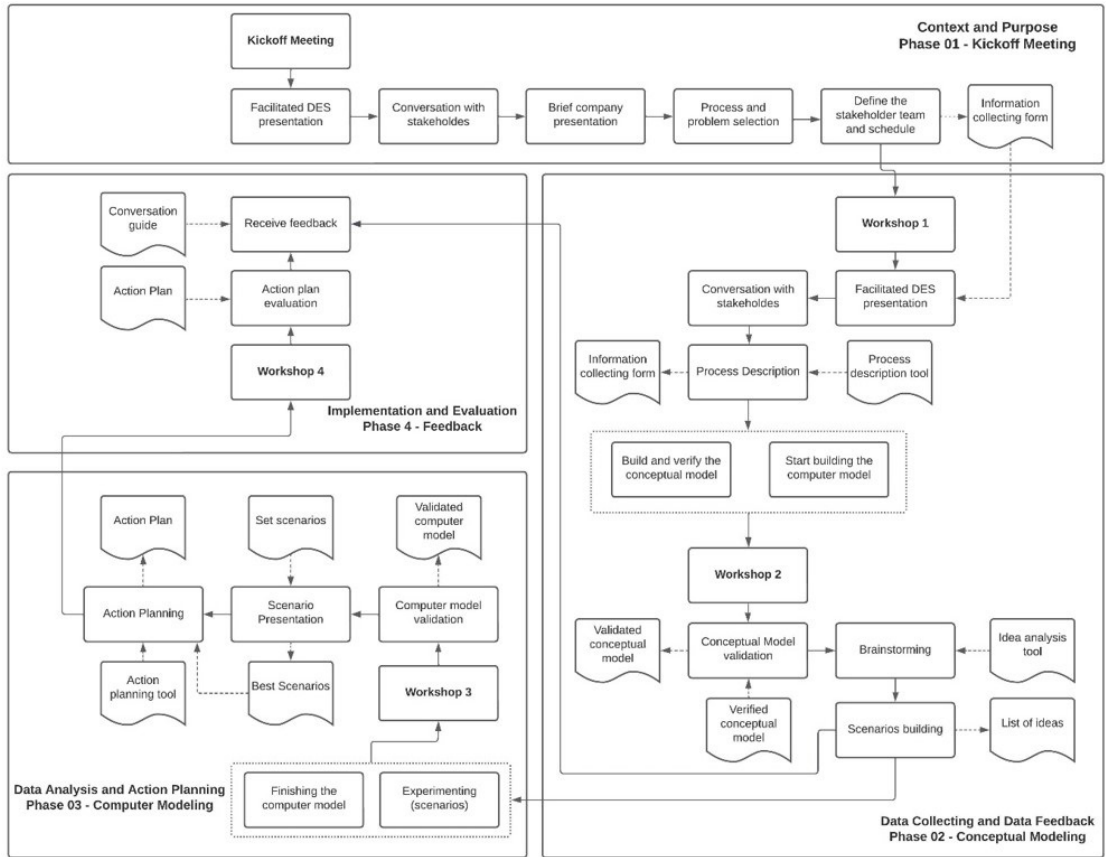 Context and Purpose
Phase 01 - Kickoff Meeting
Kickoff Meeting
Facilitated DES
presentation
Conversation with
stakeholdes
Brief company
presentation
Process and
problem selection
Define the
stakeholder team
and schedule
Information
collecting form
Conversation
guide
Receive feedback
Action Plan
Action plan
evaluation
Workshop 4
Implementation and Evaluation
Phase 4 - Feedback
Workshop 1
Conversation with
stakeholdes
Facilitated DES
presentation
Information
collecting form
Process Description
Process
description tool
Build and verify the
conceptual model
Start building the
computer model
Workshop 2
Validated
conceptual
model
Conceptual Model
validation
Brainstorming
Idea analysis
tool
Verified
conceptual
model
Scenarios building
List of ideas
Data Collecting and Data Feedback
Phase 02 - Conceptual Modeling
Action Plan
Set scenarios
Validated
computer
model
Action Planning
Scenario
Presentation
Computer model
validation
Action
planning tool
Best Scenarios
Workshop 3
Data Analysis and Action Planning
Phase 03 - Computer Modeling
Finishing the
computer model
Experimenting
(scenarios)